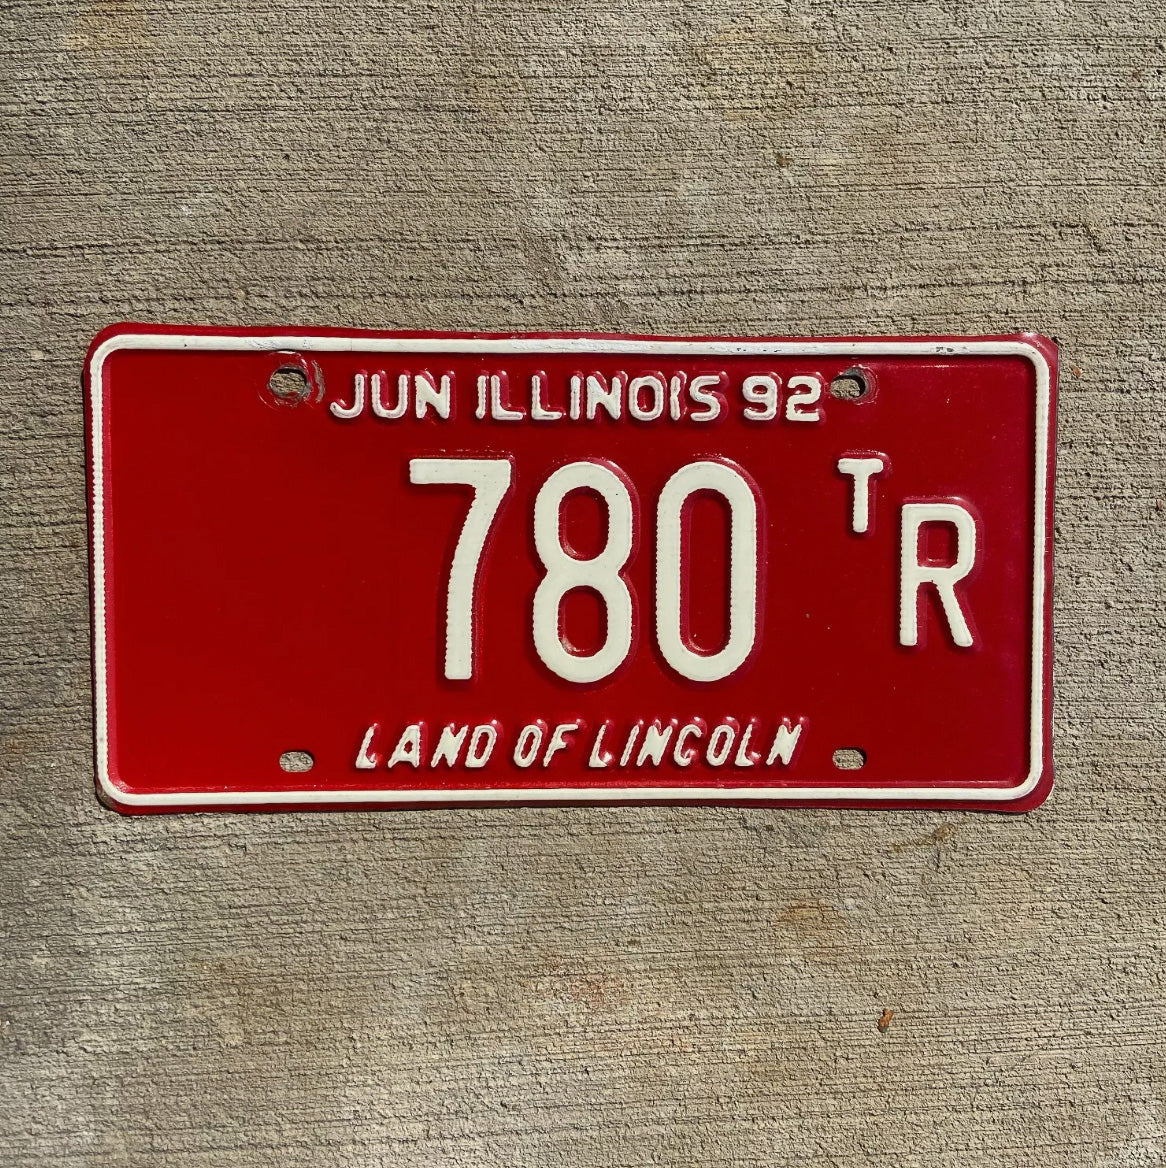 JUN ILLINOIS 92
780 TR
LAND OF LINCOLN